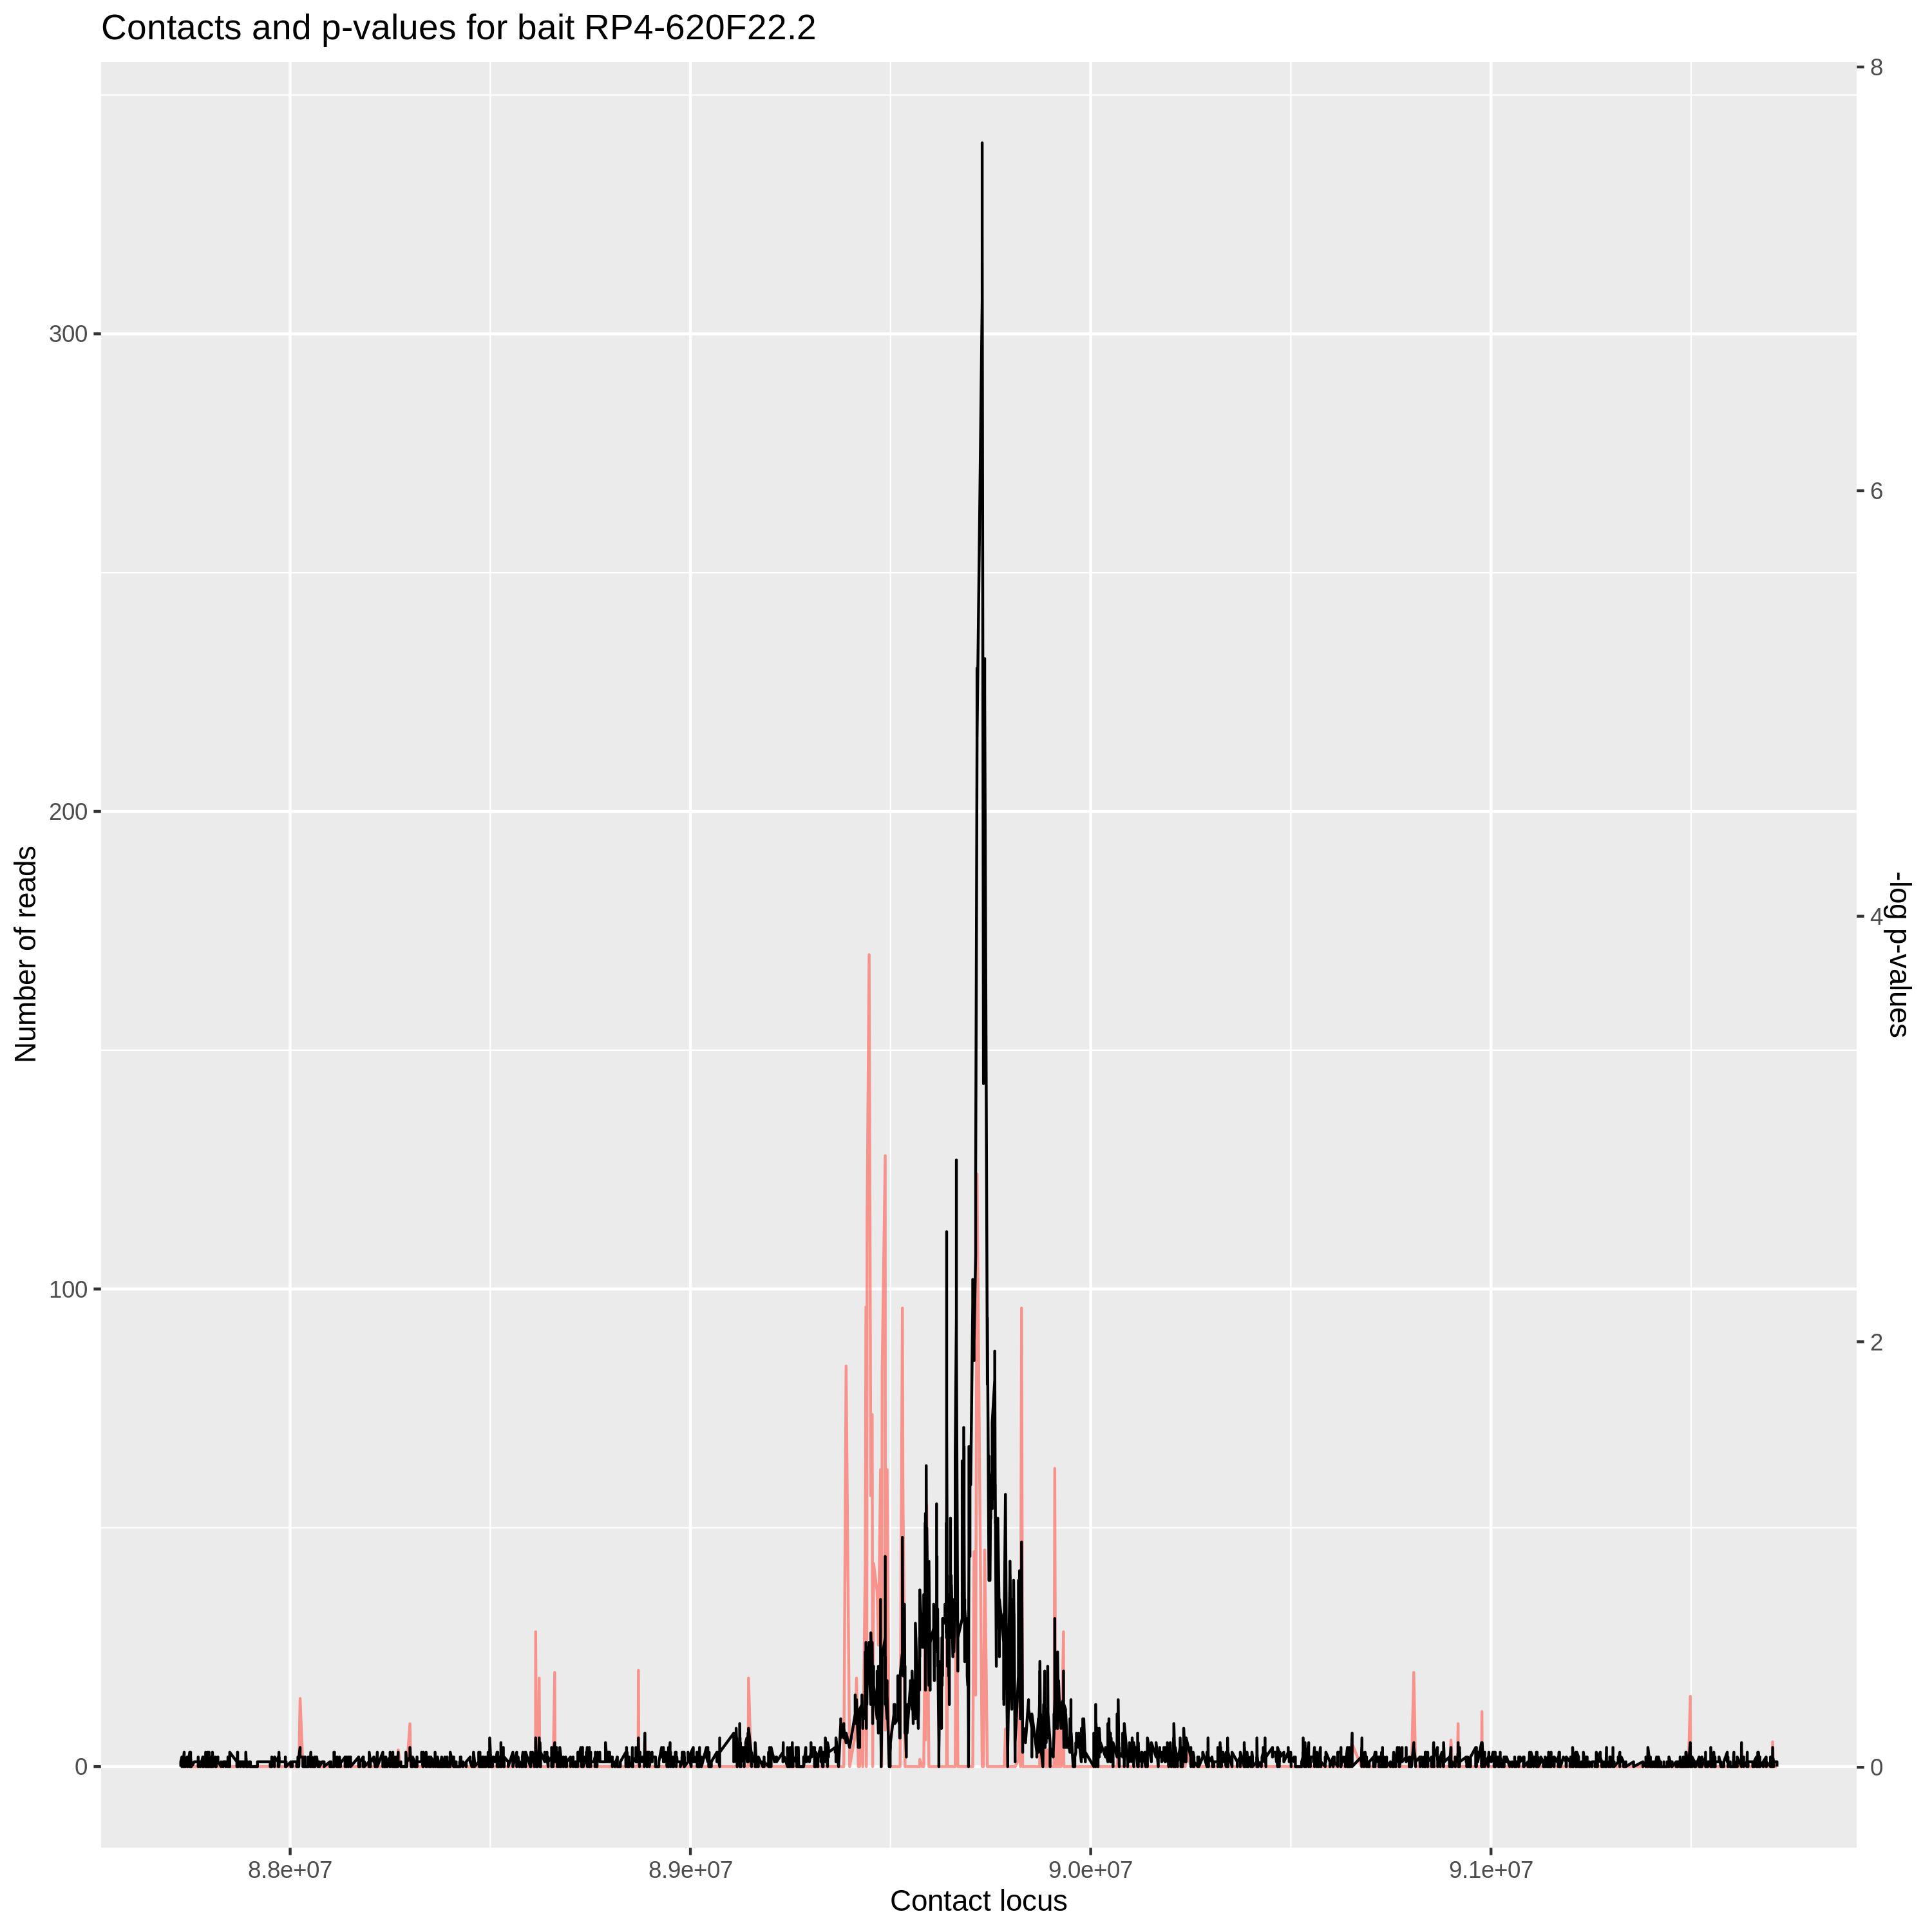 Contacts and p-values for bait RP4-620F22.2
Number of reads
300
200
100
0
8
6
4
2
0
-log p-values
8.8e+07
8.9e+07
9.0e+07
9.1e+07
Contact locus